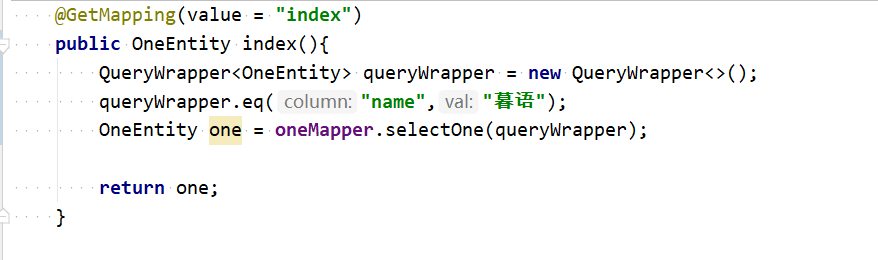 @GetMapping(value = "index")
public OneEntity index(){
QueryWrapper<OneEntity> queryWrapper = new QueryWrapper<>();
queryWrapper.eq( column: "name", val: "暮语");
OneEntity one = oneMapper.selectOne(queryWrapper);
return one;
}